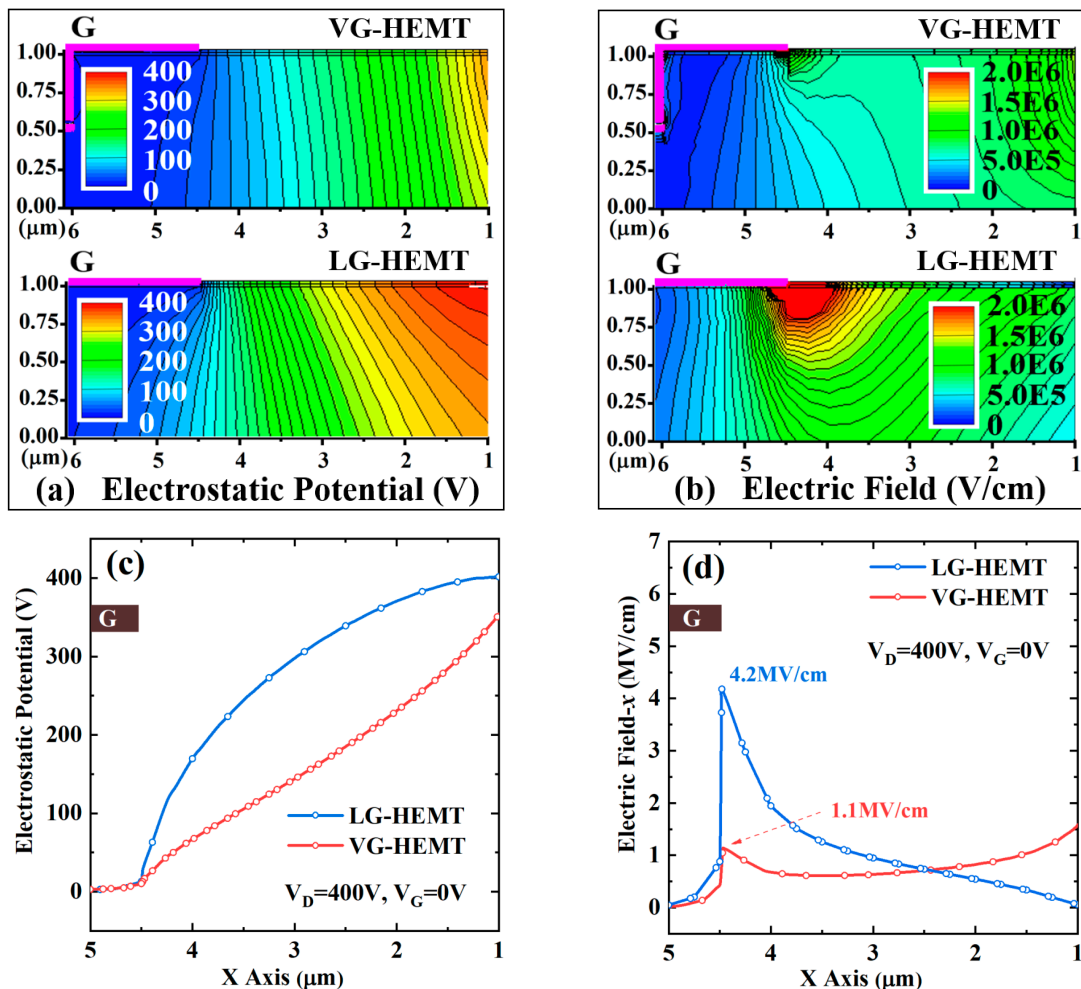 G VG-HEMT
1.00
0.75
0.50
0.25
0.00
400
300
200
100
0
(μm) 6 5 4 3 2 1
G LG-HEMT
1.00
0.75
0.50
0.25
0.00
400
300
200
100
0
(μm) 6 5 4 3 2 1
(a) Electrostatic Potential (V)
G VG-HEMT
1.00
0.75
0.50
0.25
0.00
2.0E6
1.5E6
1.0E6
5.0E5
0
(μm) 6 5 4 3 2 1
G LG-HEMT
1.00
0.75
0.50
0.25
0.00
2.0E6
1.5E6
1.0E6
5.0E5
0
(μm) 6 5 4 3 2 1
(b) Electric Field (V/cm)
(c)
Electrostatic Potential (V)
400
300
200
100
0
G
LG-HEMT
VG-HEMT
V_D=400V, V_G=0V
5 4 3 2 1
X Axis (μm)
(d)
Electric Field-x (MV/cm)
7
6
5
4
3
2
1
0
G
LG-HEMT
VG-HEMT
V_D=400V, V_G=0V
4.2MV/cm
1.1MV/cm
5 4 3 2 1
X Axis (μm)